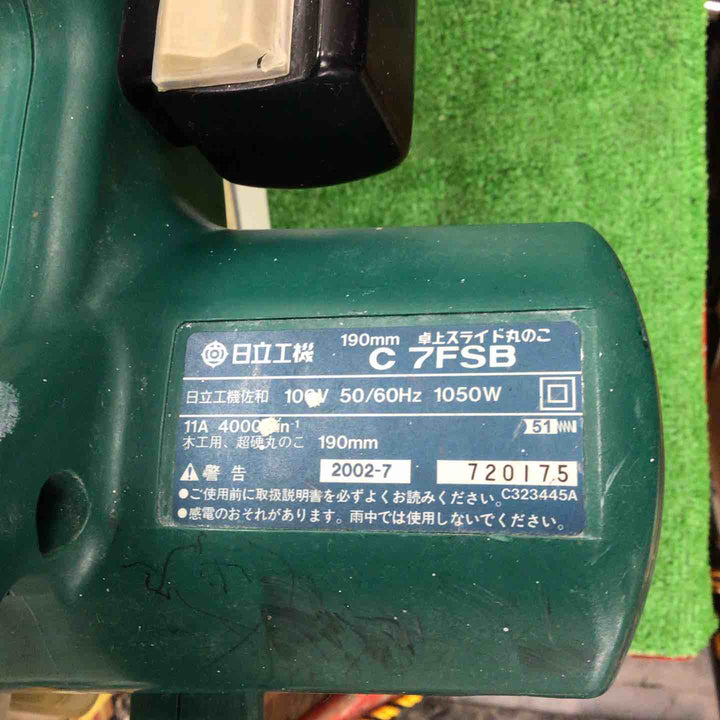 日立工機 190mm 卓上スライド丸のこ
C 7FSB
日立工機佐和 100V 50/60Hz 1050W
11A 4000min⁻¹ 51
木工用、超硬丸のこ 190mm
警告 2002-7 720175
●ご使用前に取扱説明書を必ずよくお読みください。 C323445A
●感電のおそれがあります。雨中では使用しないでください。